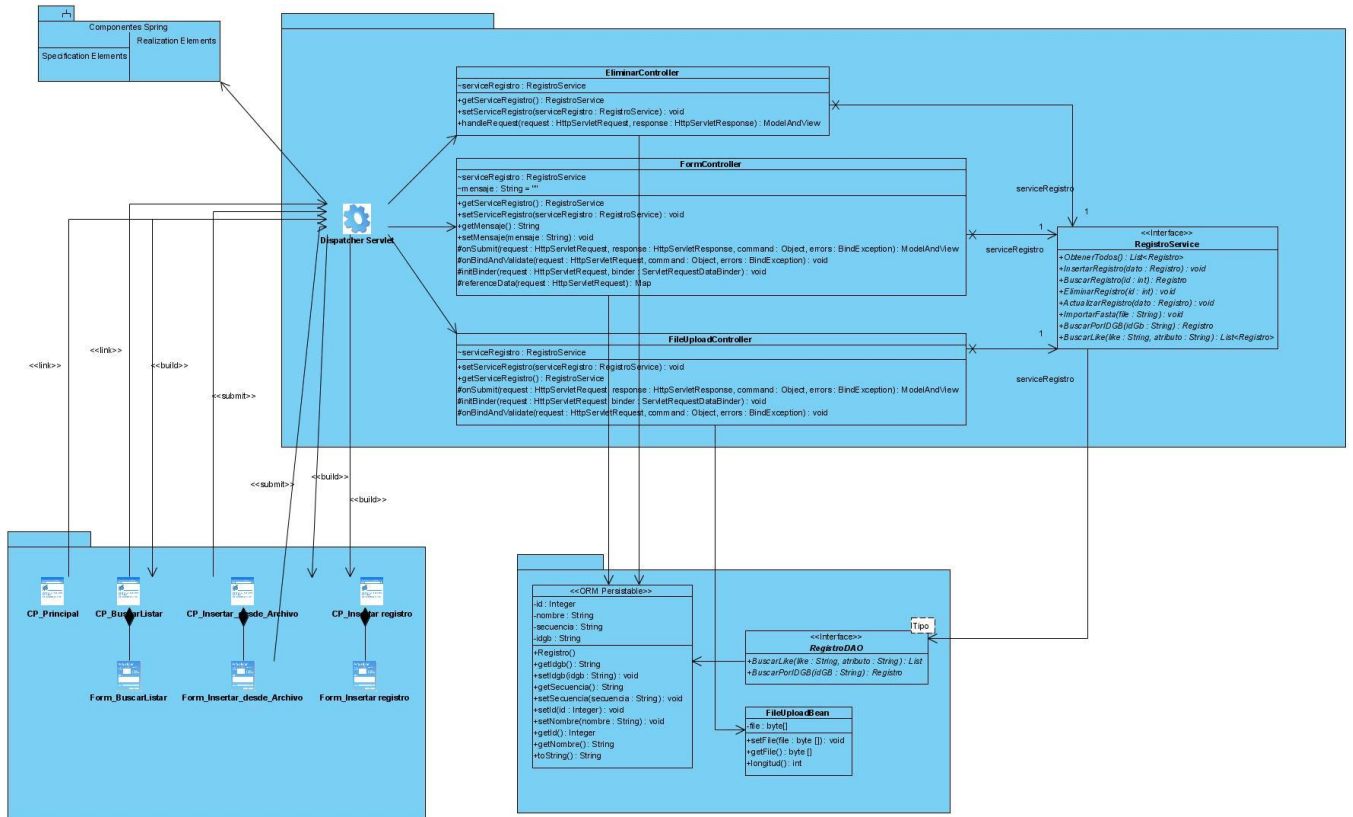 Componentes Spring
Realization Elements
Specification Elements
EliminarController
~serviceRegistro : RegistroService
+getServiceRegistro() : RegistroService
+setServiceRegistro(serviceRegistro : RegistroService) : void
+handleRequest(request : HttpServletRequest, response : HttpServletResponse) : ModelAndView
FormController
~serviceRegistro : RegistroService
~mensaje : String = ""
+getServiceRegistro() : RegistroService
+setServiceRegistro(serviceRegistro : RegistroService) : void
+getMensaje() : String
+setMensaje(mensaje : String) : void
#onSubmit(request : HttpServletRequest, response : HttpServletResponse, command : Object, errors : BindException) : ModelAndView
#onBindAndValidate(request : HttpServletRequest, command : Object, errors : BindException) : void
#initBinder(request : HttpServletRequest, binder : ServletRequestDataBinder) : void
#referenceData(request : HttpServletRequest) : Map
Dispatcher Servlet
serviceRegistro
1
1
serviceRegistro
<<Interface>>
RegistroService
+ObtenerTodos() : List<Registro>
+InsertarRegistro(dato : Registro) : void
+BuscarRegistro(id : int) : Registro
+EliminarRegistro(id : int) : void
+ActualizarRegistro(dato : Registro) : void
+ImportarFasta(file : String) : void
+BuscarPorIDGB(idGb : String) : Registro
+BuscarLike(like : String, atributo : String) : List<Registro>
FileUploadController
~serviceRegistro : RegistroService
+setServiceRegistro(serviceRegistro : RegistroService) : void
+getServiceRegistro() : RegistroService
#onSubmit(request : HttpServletRequest, response : HttpServletResponse, command : Object, errors : BindException) : ModelAndView
#initBinder(request : HttpServletRequest, binder : ServletRequestDataBinder) : void
#onBindAndValidate(request : HttpServletRequest, command : Object, errors : BindException) : void
1
serviceRegistro
<<link>>
<<link>>
<<build>>
<<submit>>
<<submit>>
<<build>>
<<build>>
CP_Principal
CP_BuscarListar
CP_Insertar_desde_Archivo
CP_Insertar registro
Form_BuscarListar
Form_Insertar_desde_Archivo
Form_Insertar registro
<<ORM Persistable>>
-id : Integer
-nombre : String
-secuencia : String
-idgb : String
+Registro()
+getIdgb() : String
+setIdgb(idgb : String) : void
+getSecuencia() : String
+setSecuencia(secuencia : String) : void
+setId(id : Integer) : void
+setNombre(nombre : String) : void
+getId() : Integer
+getNombre() : String
+toString() : String
Tipo
<<Interface>>
RegistroDAO
+BuscarLike(like : String, atributo : String) : List
+BuscarPorIDGB(idGB : String) : Registro
FileUploadBean
-file : byte[]
+setFile(file : byte []) : void
+getFile() : byte []
+longitud() : int